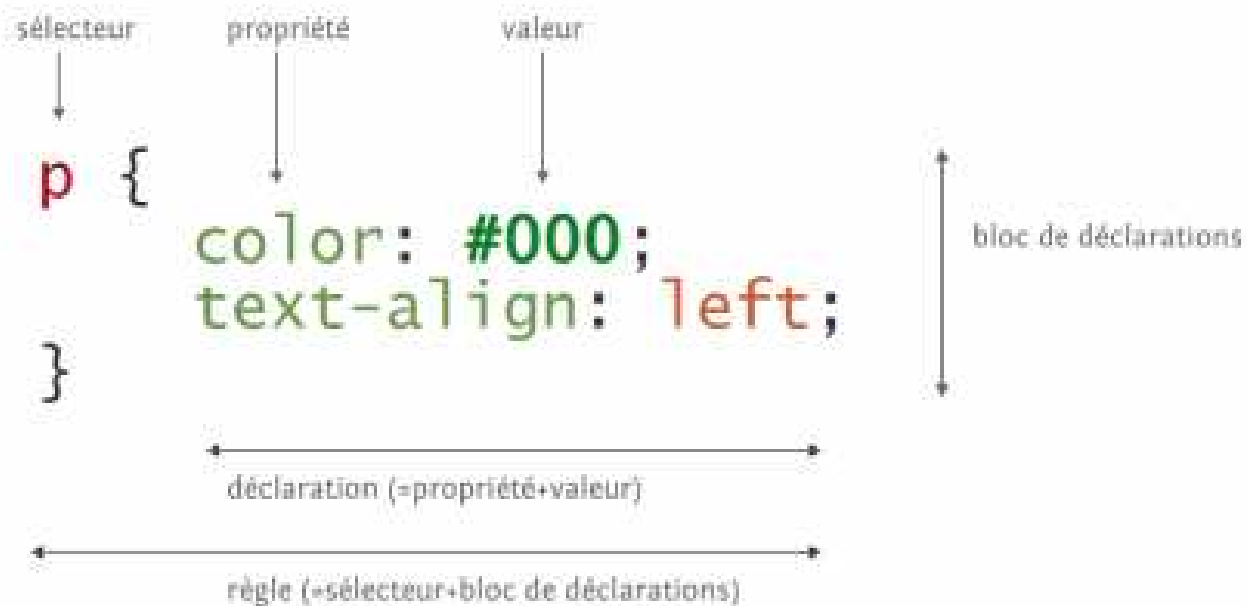 sélecteur propriété valeur
p {
color: #000;
bloc de déclarations
text-align: left;
}
déclaration (=propriété+valeur)
règle (=sélecteur+bloc de déclarations)